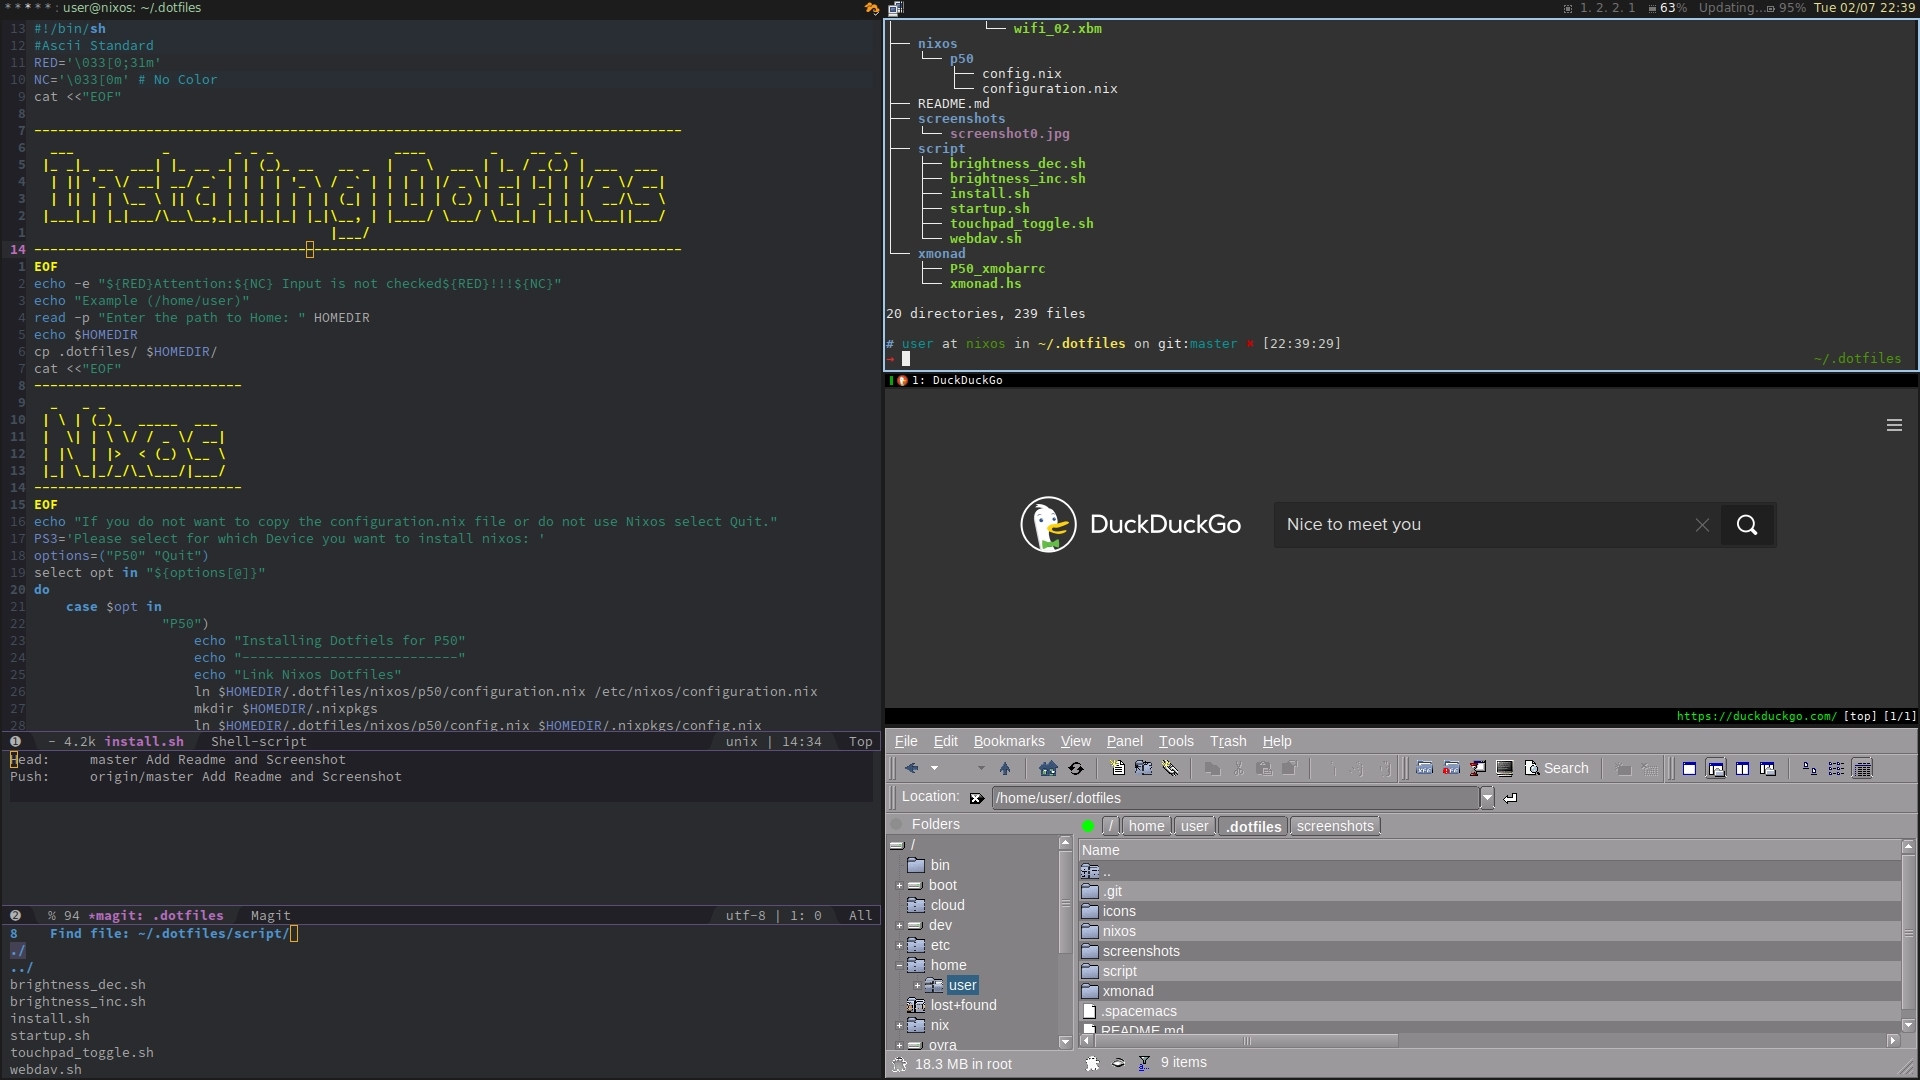 * * * * * : user@nixos: ~/.dotfiles
1. 2. 2. 1 63% Updating... 95% Tue 02/07 22:39
13 #!/bin/sh
12 #Ascii Standard
11 RED='\033[0;31m'
10 NC='\033[0m' # No Color
9 cat <<"EOF"
8
7 ---------------------------------------------------------------------------------
6
5
4
3
2
1
14 ---------------------------------------------------------------------------------
1 EOF
2 echo -e "${RED}Attention:${NC} Input is not checked${RED}!!!${NC}"
3 echo "Example (/home/user)"
4 read -p "Enter the path to Home: " HOMEDIR
5 echo $HOMEDIR
6 cp .dotfiles/ $HOMEDIR/
7 cat <<"EOF"
8 --------------------------
9
10
11
12
13
14 --------------------------
15 EOF
16 echo "If you do not want to copy the configuration.nix file or do not use Nixos select Quit."
17 PS3='Please select for which Device you want to install nixos: '
18 options=("P50" "Quit")
19 select opt in "${options[@]}"
20 do
21 case $opt in
22 "P50")
23 echo "Installing Dotfiels for P50"
24 echo "---------------------------"
25 echo "Link Nixos Dotfiles"
26 ln $HOMEDIR/.dotfiles/nixos/p50/configuration.nix /etc/nixos/configuration.nix
27 mkdir $HOMEDIR/.nixpkgs
28 ln $HOMEDIR/.dotfiles/nixos/p50/config.nix $HOMEDIR/.nixpkgs/config.nix
1 - 4.2k install.sh Shell-script unix | 14:34 Top
Head: master Add Readme and Screenshot
Push: origin/master Add Readme and Screenshot
2 % 94 *magit: .dotfiles Magit utf-8 | 1: 0 All
8 Find file: ~/.dotfiles/script/
./
../
brightness_dec.sh
brightness_inc.sh
install.sh
startup.sh
touchpad_toggle.sh
webdav.sh
wifi_02.xbm
nixos
p50
config.nix
configuration.nix
README.md
screenshots
screenshot0.jpg
script
brightness_dec.sh
brightness_inc.sh
install.sh
startup.sh
touchpad_toggle.sh
webdav.sh
xmonad
P50_xmobarrc
xmonad.hs
20 directories, 239 files
# user at nixos in ~/.dotfiles on git:master ✖ [22:39:29]
→ ~/.dotfiles
1: DuckDuckGo
DuckDuckGo Nice to meet you
https://duckduckgo.com/ [top] [1/1]
File Edit Bookmarks View Panel Tools Trash Help
Search
Location: /home/user/.dotfiles
Folders
/ home user .dotfiles screenshots
/
bin
boot
cloud
dev
etc
home
user
lost+found
nix
ovra
Name
..
.git
icons
nixos
screenshots
script
xmonad
.spacemacs
README.md
18.3 MB in root
9 items